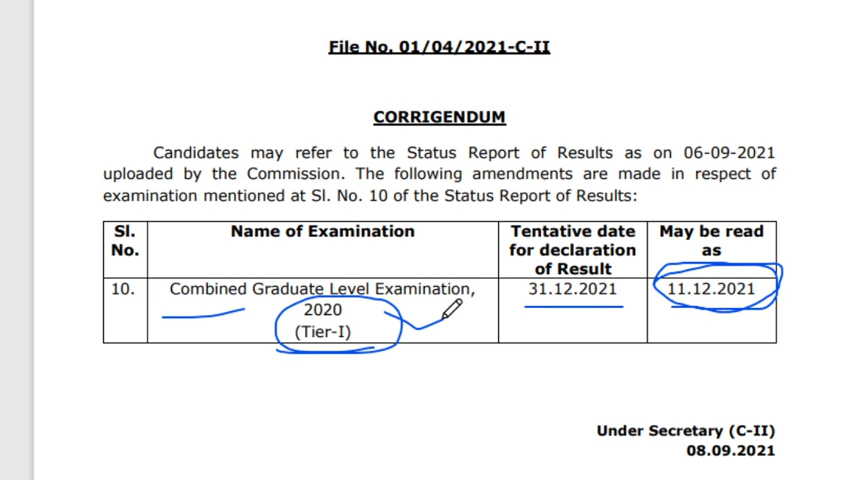 File No. 01/04/2021-C-II
CORRIGENDUM
Candidates may refer to the Status Report of Results as on 06-09-2021
uploaded by the Commission. The following amendments are made in respect of
examination mentioned at Sl. No. 10 of the Status Report of Results:
Sl. No.
Name of Examination
Tentative date for declaration of Result
May be read as
10.
Combined Graduate Level Examination,
2020
(Tier-I)
31.12.2021
11.12.2021
Under Secretary (C-II)
08.09.2021